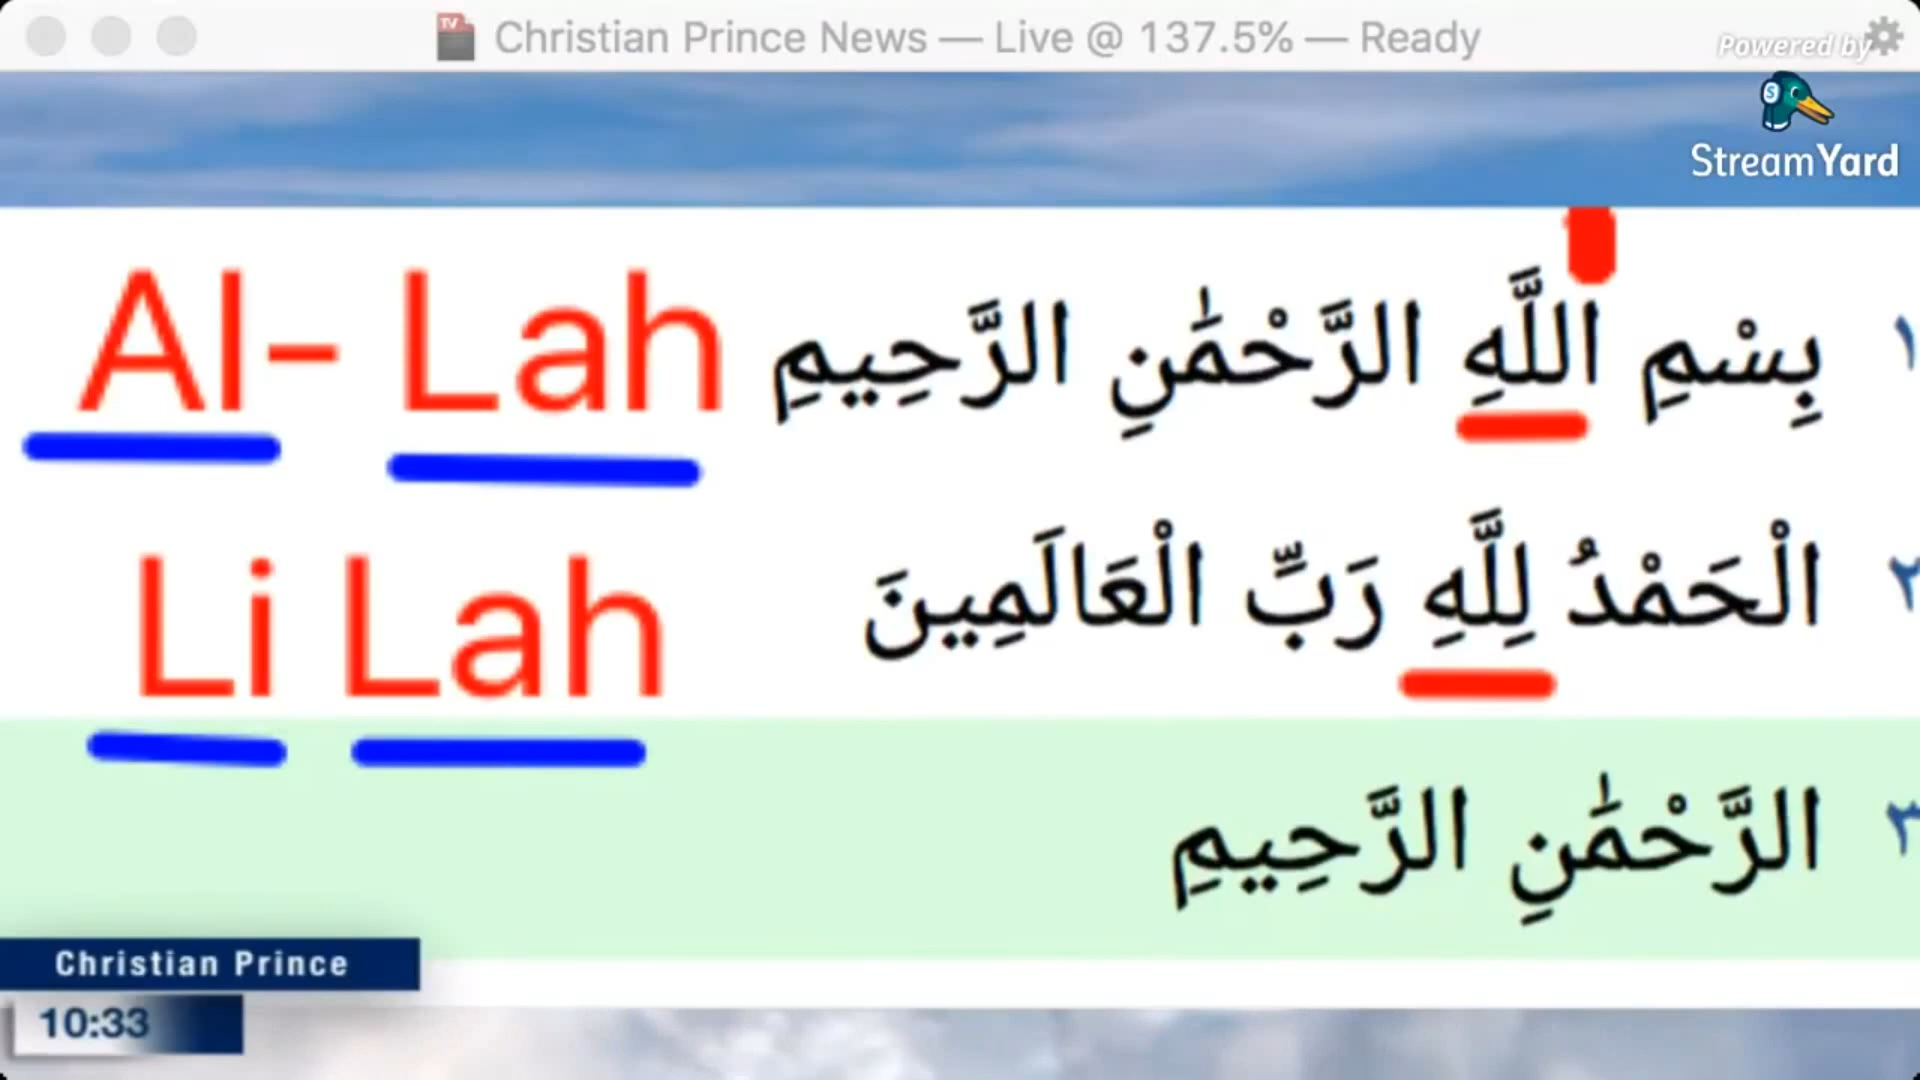 Christian Prince News — Live @ 137.5% — Ready
Powered by
StreamYard
Al- Lah
بِسْمِ اللَّهِ الرَّحْمَٰنِ الرَّحِيمِ ١
Li Lah
الْحَمْدُ لِلَّهِ رَبِّ الْعَالَمِينَ ٢
الرَّحْمَٰنِ الرَّحِيمِ ٣
Christian Prince
10:33